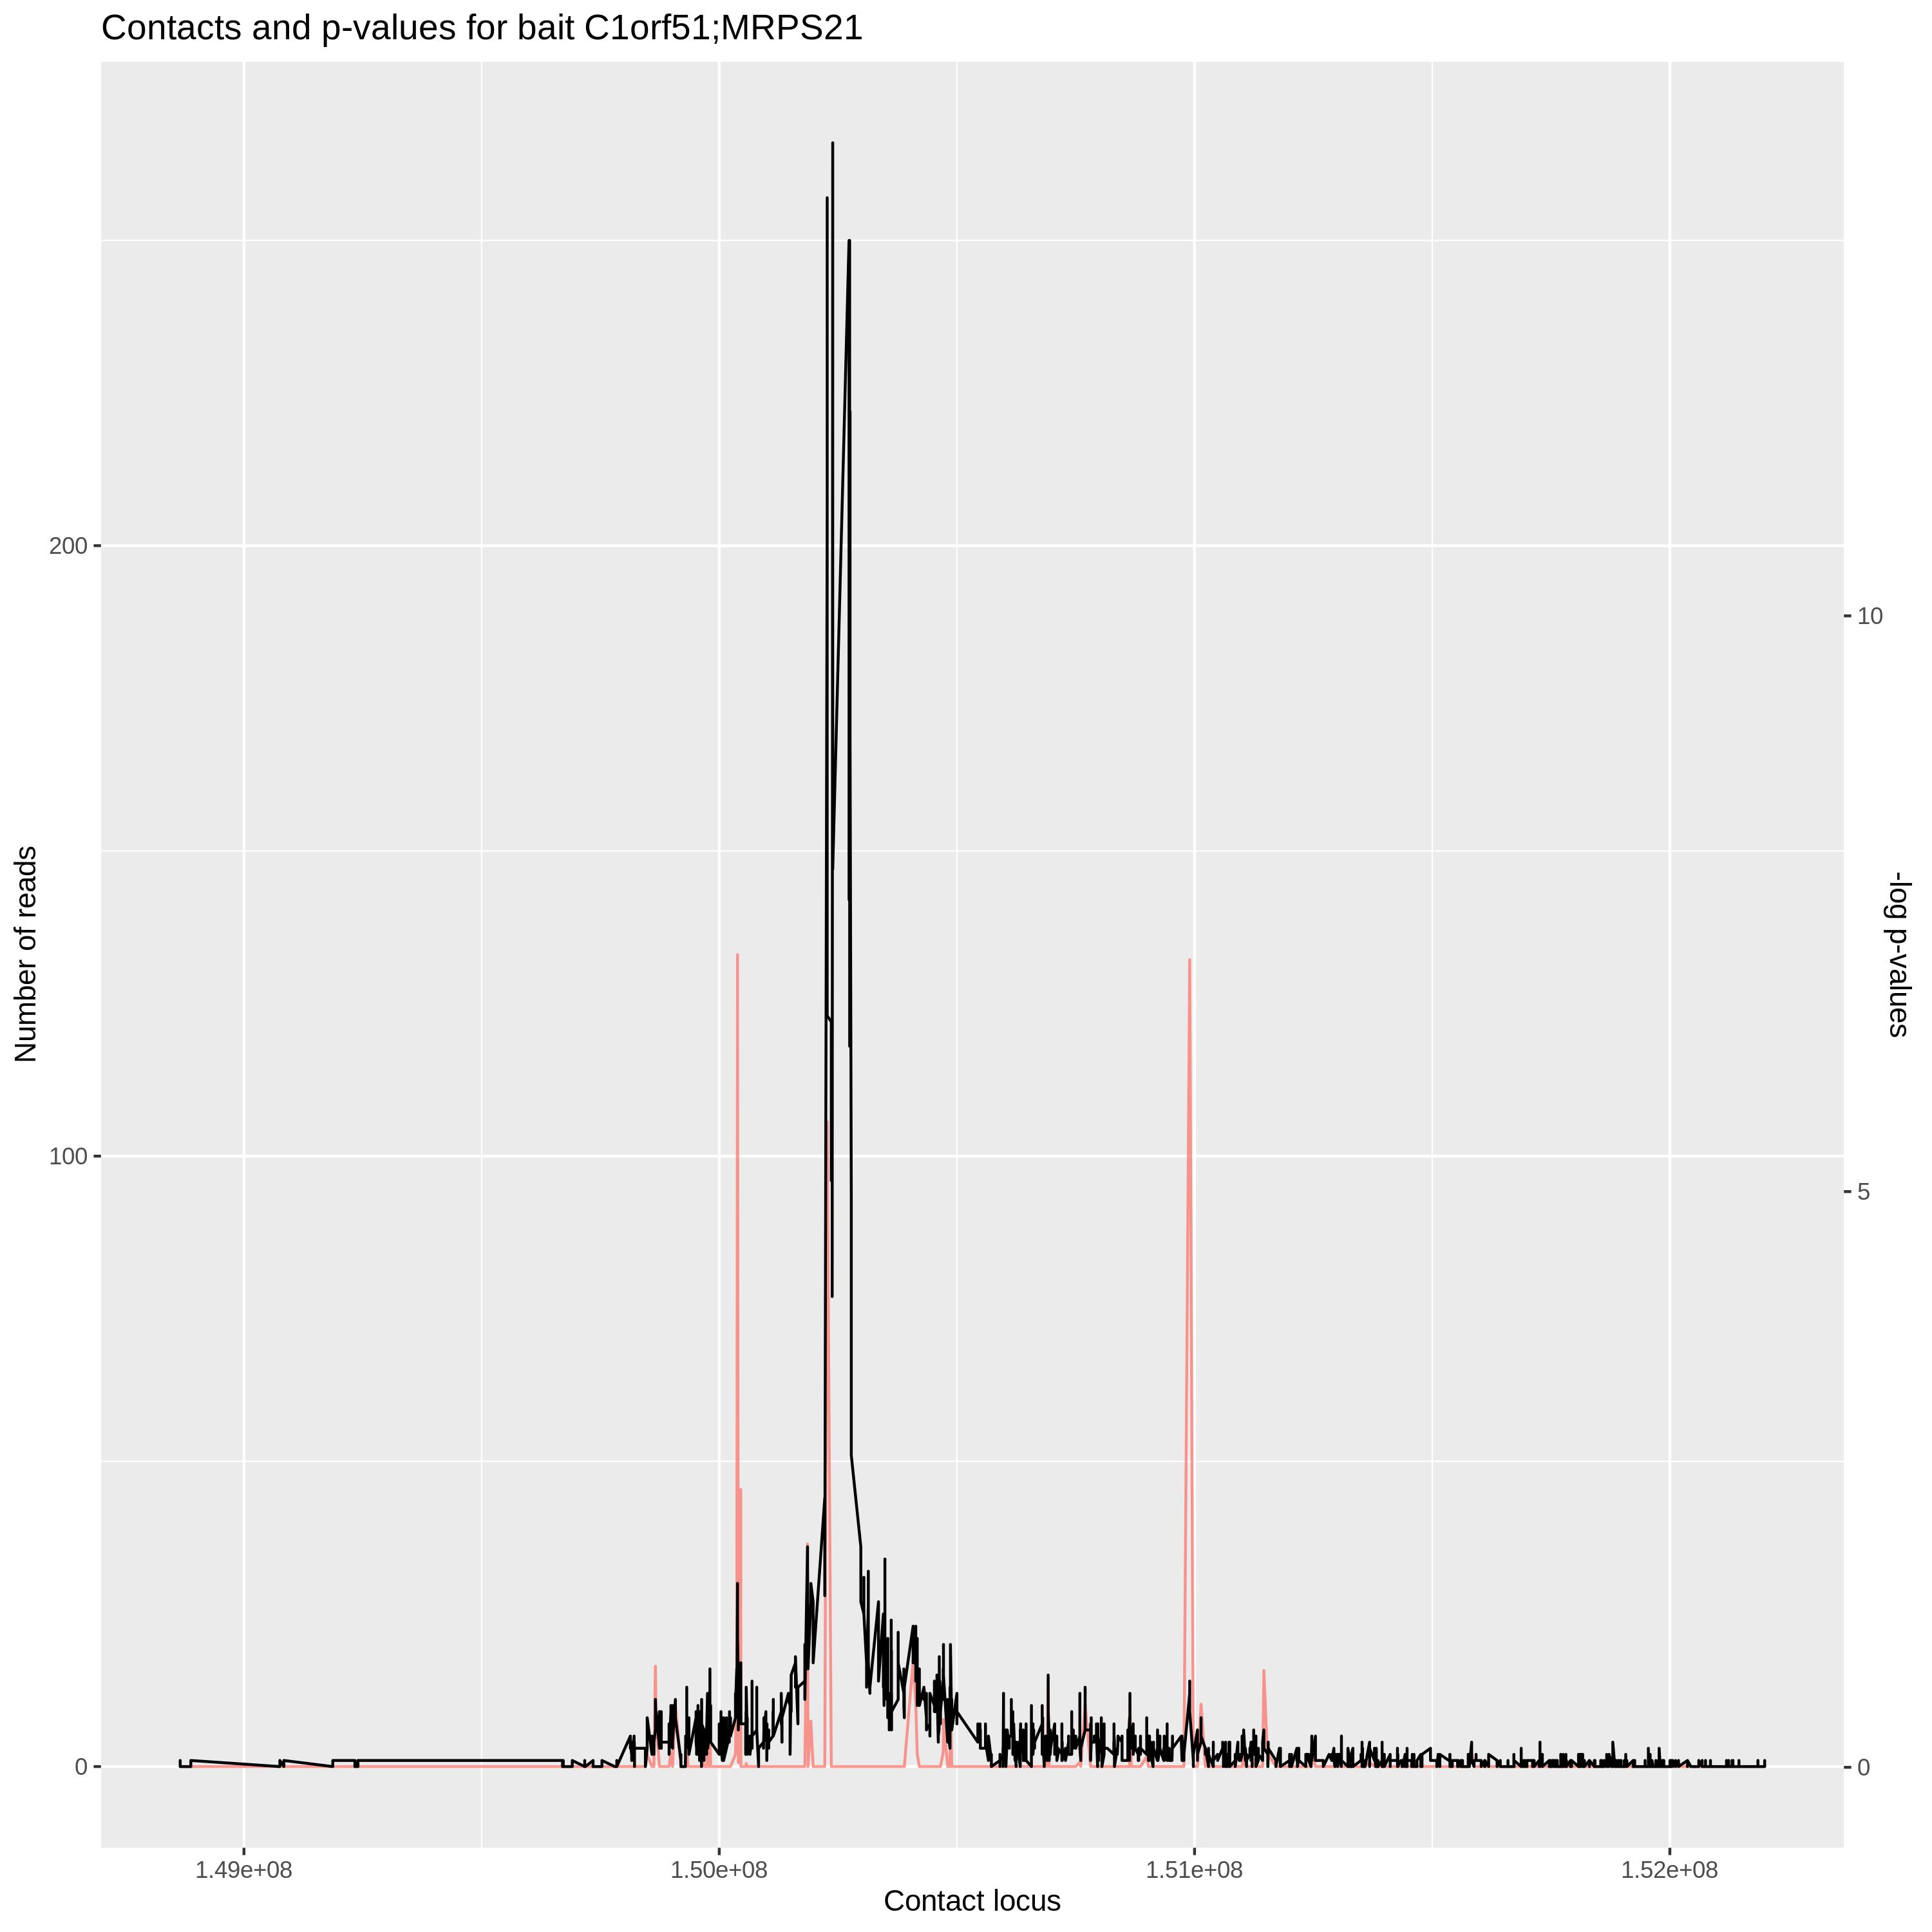 Contacts and p-values for bait C1orf51;MRPS21
Number of reads
200
100
0
-log p-values
10
5
0
1.49e+08 1.50e+08 1.51e+08 1.52e+08
Contact locus